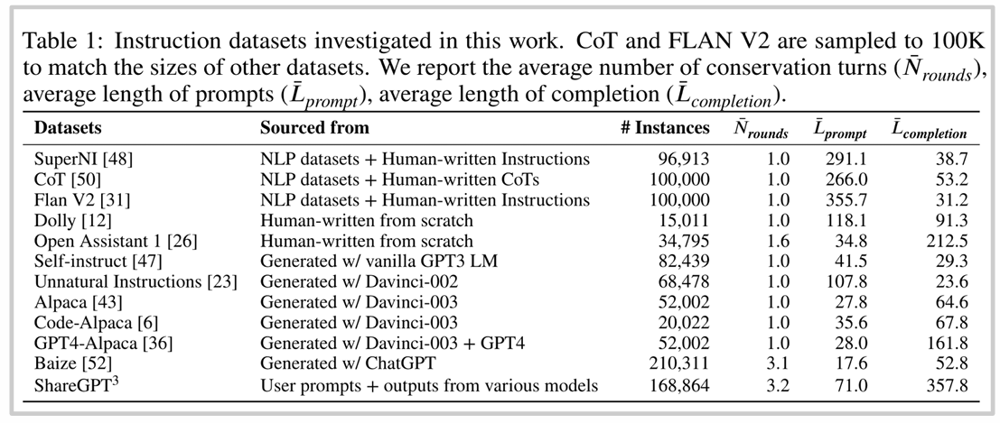 Table 1: Instruction datasets investigated in this work. CoT and FLAN V2 are sampled to 100K
to match the sizes of other datasets. We report the average number of conservation turns (N̄rounds),
average length of prompts (L̄prompt), average length of completion (L̄completion).
Datasets Sourced from # Instances N̄rounds L̄prompt L̄completion
SuperNI [48] NLP datasets + Human-written Instructions 96,913 1.0 291.1 38.7
CoT [50] NLP datasets + Human-written CoTs 100,000 1.0 266.0 53.2
Flan V2 [31] NLP datasets + Human-written Instructions 100,000 1.0 355.7 31.2
Dolly [12] Human-written from scratch 15,011 1.0 118.1 91.3
Open Assistant 1 [26] Human-written from scratch 34,795 1.6 34.8 212.5
Self-instruct [47] Generated w/ vanilla GPT3 LM 82,439 1.0 41.5 29.3
Unnatural Instructions [23] Generated w/ Davinci-002 68,478 1.0 107.8 23.6
Alpaca [43] Generated w/ Davinci-003 52,002 1.0 27.8 64.6
Code-Alpaca [6] Generated w/ Davinci-003 20,022 1.0 35.6 67.8
GPT4-Alpaca [36] Generated w/ Davinci-003 + GPT4 52,002 1.0 28.0 161.8
Baize [52] Generated w/ ChatGPT 210,311 3.1 17.6 52.8
ShareGPT³ User prompts + outputs from various models 168,864 3.2 71.0 357.8